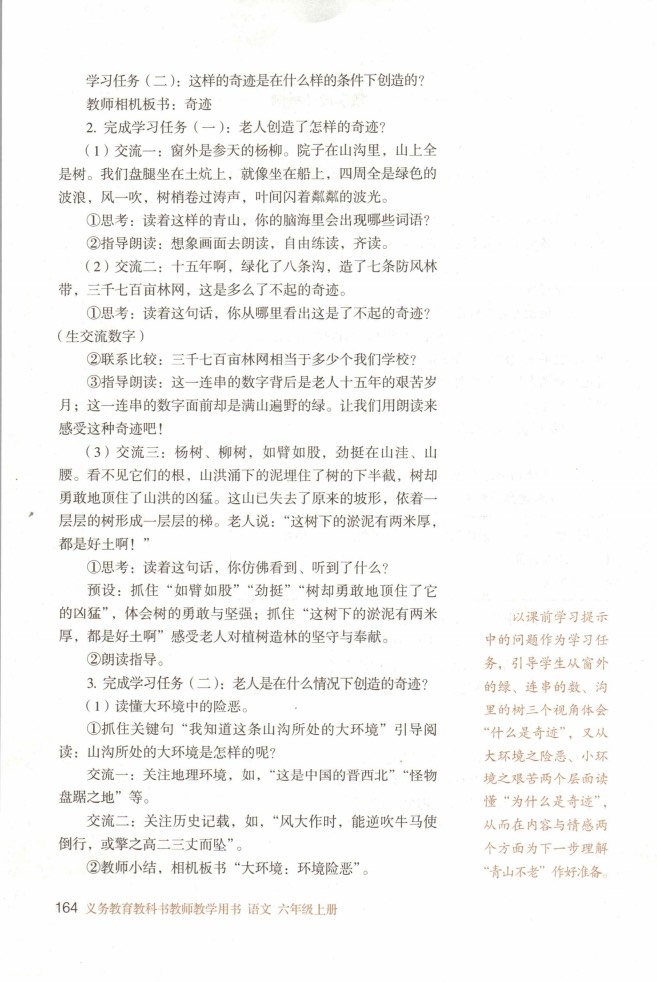 学习任务（二）：这样的奇迹是在什么样的条件下创造的？
教师相机板书：奇迹
2. 完成学习任务（一）：老人创造了怎样的奇迹？
（1）交流一：窗外是参天的杨柳。院子在山沟里，山上全
是树。我们盘腿坐在土炕上，就像坐在船上，四周全是绿色的
波浪，风一吹，树梢卷过涛声，叶间闪着粼粼的波光。
①思考：读着这样的青山，你的脑海里会出现哪些词语？
②指导朗读：想象画面去朗读，自由练读，齐读。
（2）交流二：十五年啊，绿化了八条沟，造了七条防风林
带，三千七百亩林网，这是多么了不起的奇迹。
①思考：读着这句话，你从哪里看出这是了不起的奇迹？
（生交流数字）
②联系比较：三千七百亩林网相当于多少个我们学校？
③指导朗读：这一连串的数字背后是老人十五年的艰苦岁
月；这一连串的数字面前却是满山遍野的绿。让我们用朗读来
感受这种奇迹吧！
（3）交流三：杨树、柳树，如臂如股，劲挺在山洼、山
腰。看不见它们的根，山洪涌下的泥埋住了树的下半截，树却
勇敢地顶住了山洪的凶猛。这山已失去了原来的坡形，依着一
层层的树形成一层层的梯。老人说：“这树下的淤泥有两米厚，
都是好土啊！”
①思考：读着这句话，你仿佛看到、听到了什么？
预设：抓住“如臂如股”“劲挺”“树却勇敢地顶住了它
的凶猛”，体会树的勇敢与坚强；抓住“这树下的淤泥有两米
厚，都是好土啊”感受老人对植树造林的坚守与奉献。
②朗读指导。
3. 完成学习任务（二）：老人是在什么情况下创造的奇迹？
（1）读懂大环境中的险恶。
①抓住关键句“我知道这条山沟所处的大环境”引导阅
读：山沟所处的大环境是怎样的呢？
交流一：关注地理环境，如，“这是中国的晋西北”“怪物
盘踞之地”等。
交流二：关注历史记载，如，“风大作时，能逆吹牛马使
倒行，或擎之高二三丈而坠”。
②教师小结，相机板书“大环境：环境险恶”。
以课前学习提示
中的问题作为学习任
务，引导学生从窗外
的绿、连串的数、沟
里的树三个视角体会
“什么是奇迹”，又从
大环境之险恶、小环
境之艰苦两个层面读
懂“为什么是奇迹”，
从而在内容与情感两
个方面为下一步理解
“青山不老”作好准备。
164 义务教育教科书教师教学用书 语文 六年级上册